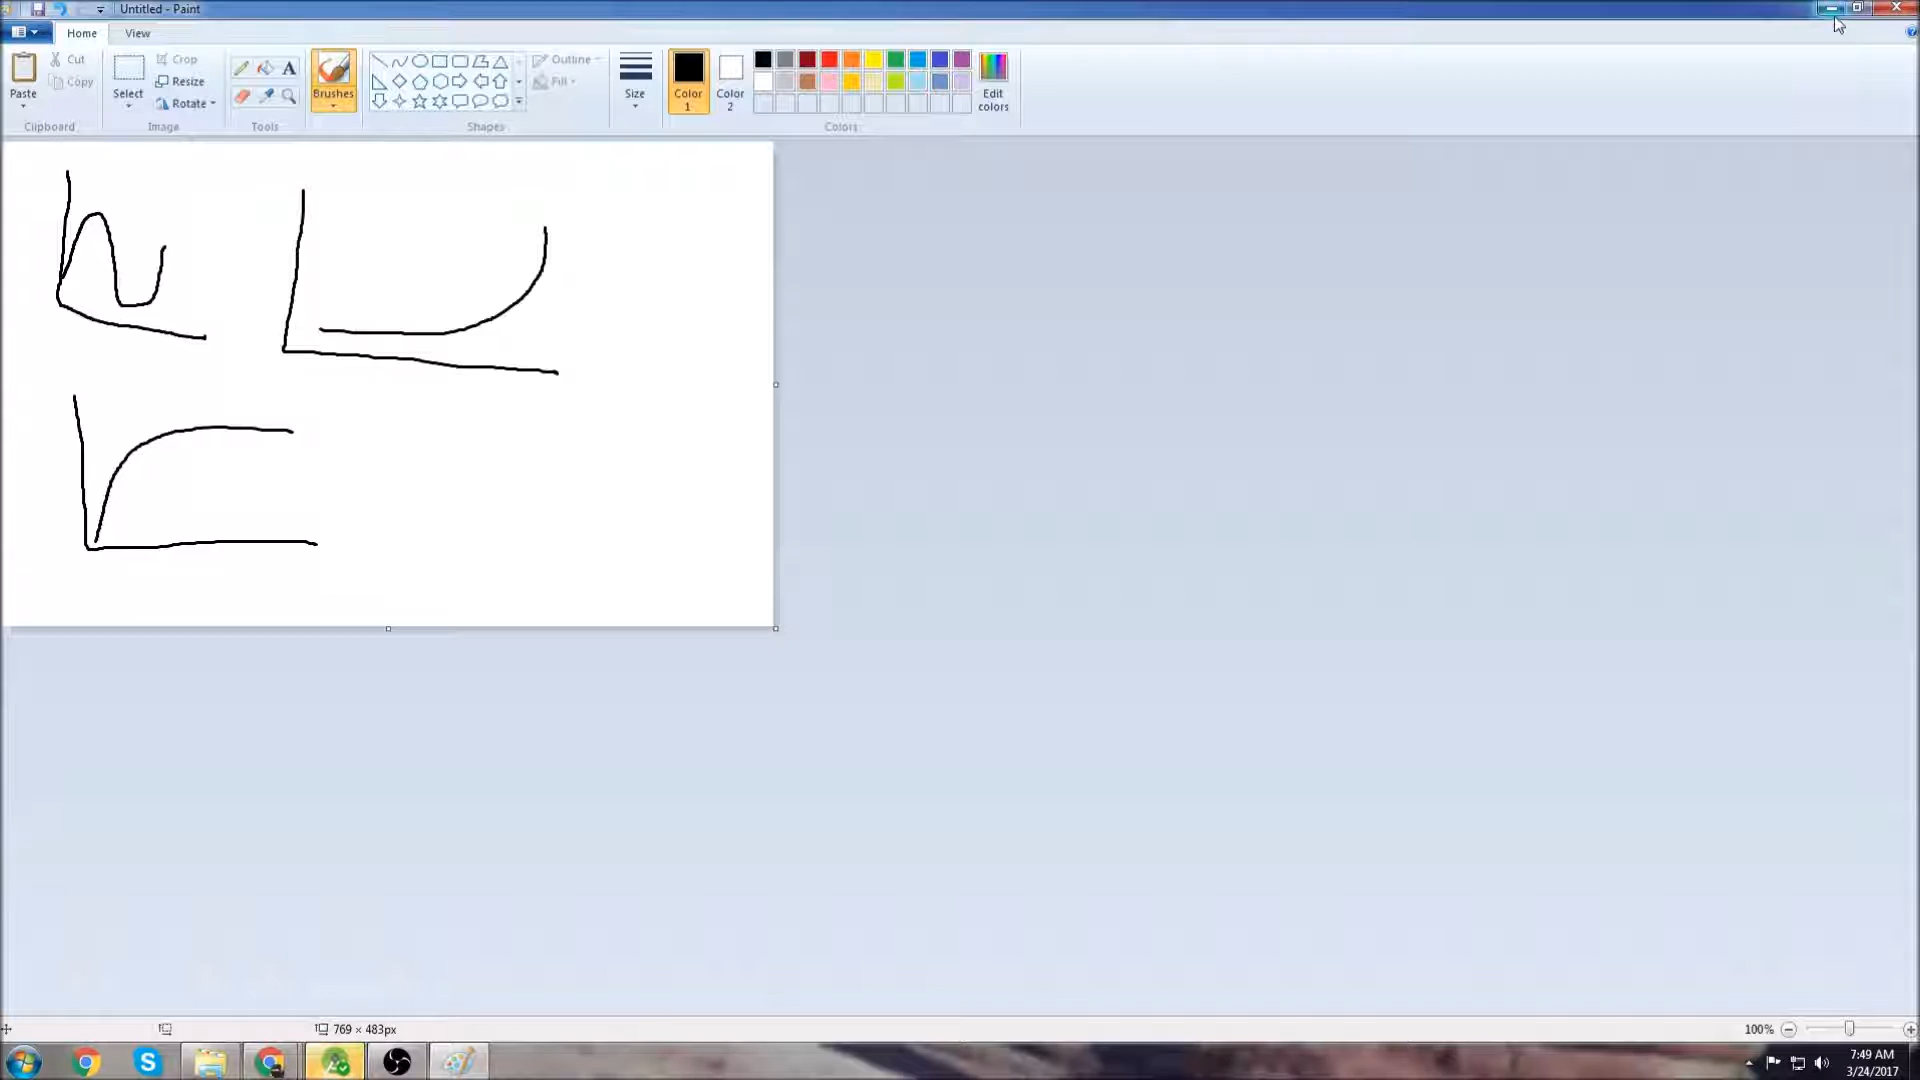 Untitled - Paint
Home View
Paste
Cut
Copy
Clipboard
Select
Crop
Resize
Rotate
Image
A
Tools
Brushes
Shapes
Outline
Fill
Size
Color 1
Color 2
Edit colors
Colors
769 × 483px
100%
S
7:49 AM
3/24/2017